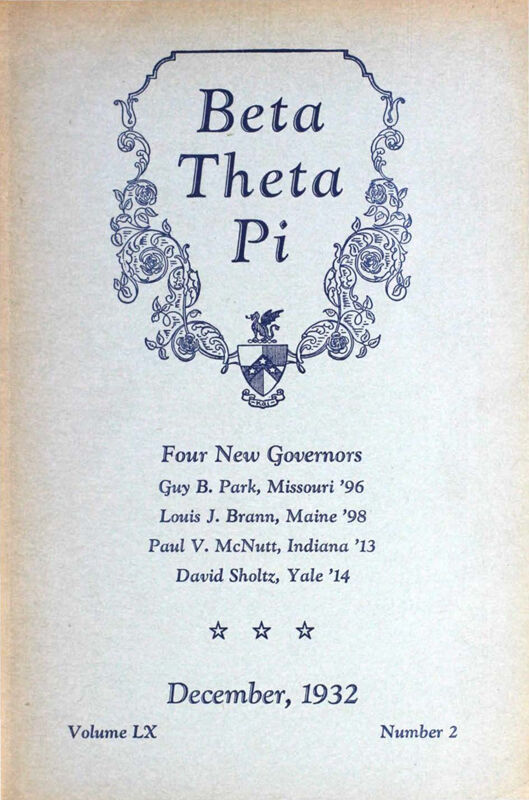 Beta
Theta
Pi
Four New Governors
Guy B. Park, Missouri '96
Louis J. Brann, Maine '98
Paul V. McNutt, Indiana '13
David Sholtz, Yale '14
December, 1932
Volume LX
Number 2